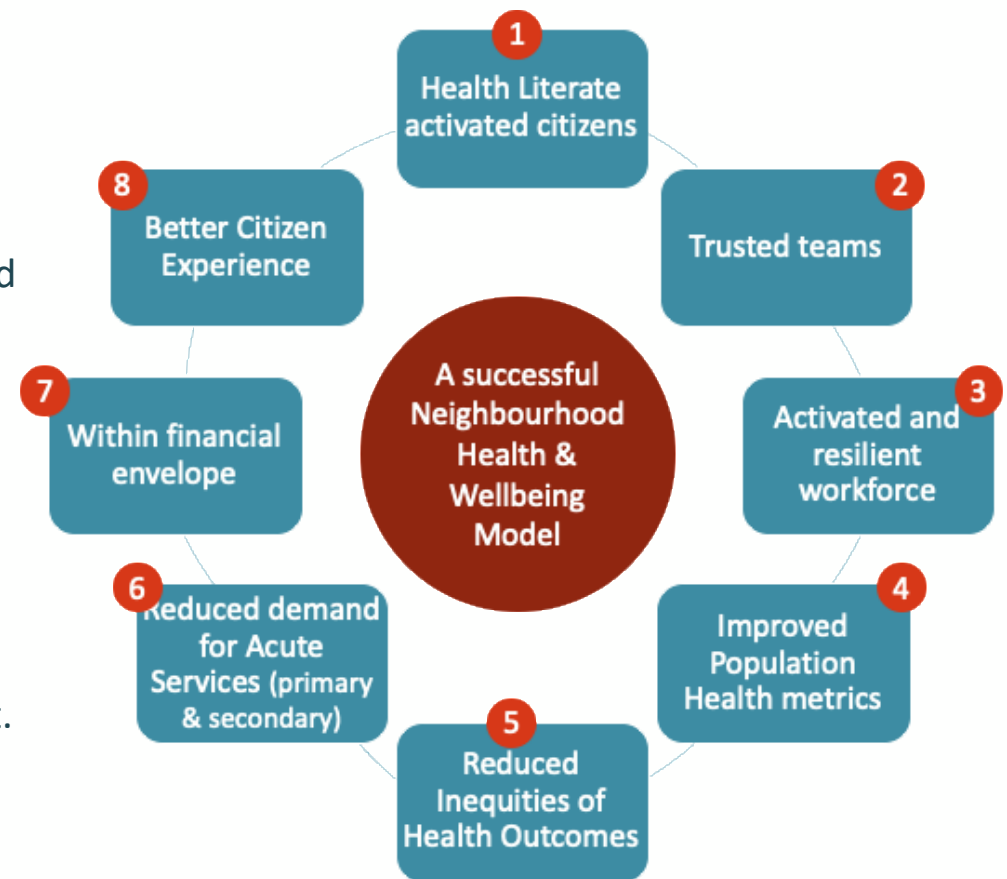 1
Health Literate
activated citizens
2
Trusted teams
3
Activated and
resilient
workforce
4
Improved
Population
Health metrics
5
Reduced
Inequities of
Health Outcomes
6
Reduced demand
for Acute
Services (primary
& secondary)
7
Within financial
envelope
8
Better Citizen
Experience
A successful
Neighbourhood
Health &
Wellbeing
Model